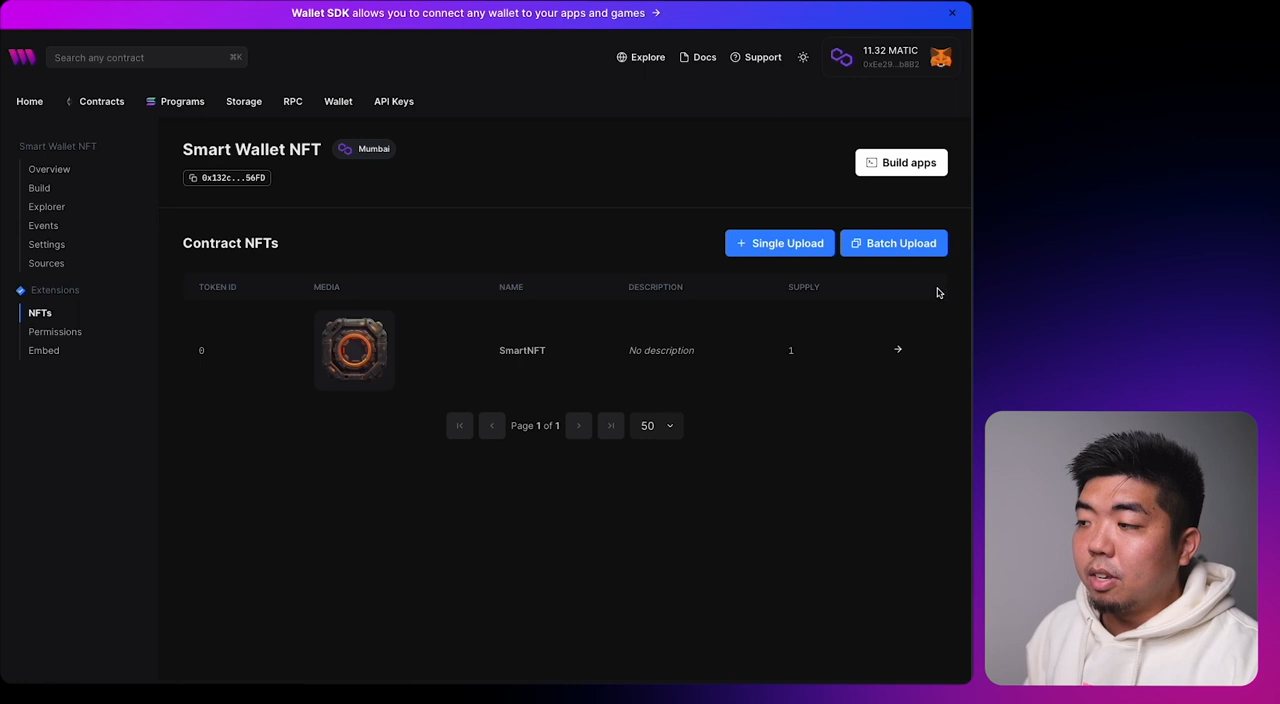 Wallet SDK allows you to connect any wallet to your apps and games →
Search any contract ⌘K
Explore Docs Support
11.32 MATIC
0xEe29...b8B2
Home Contracts Programs Storage RPC Wallet API Keys
Smart Wallet NFT
Overview
Build
Explorer
Events
Settings
Sources
Extensions
NFTs
Permissions
Embed
Smart Wallet NFT Mumbai
0x132c...56FD
Build apps
Contract NFTs
+ Single Upload Batch Upload
TOKEN ID MEDIA NAME DESCRIPTION SUPPLY
0 SmartNFT No description 1 →
Page 1 of 1 50